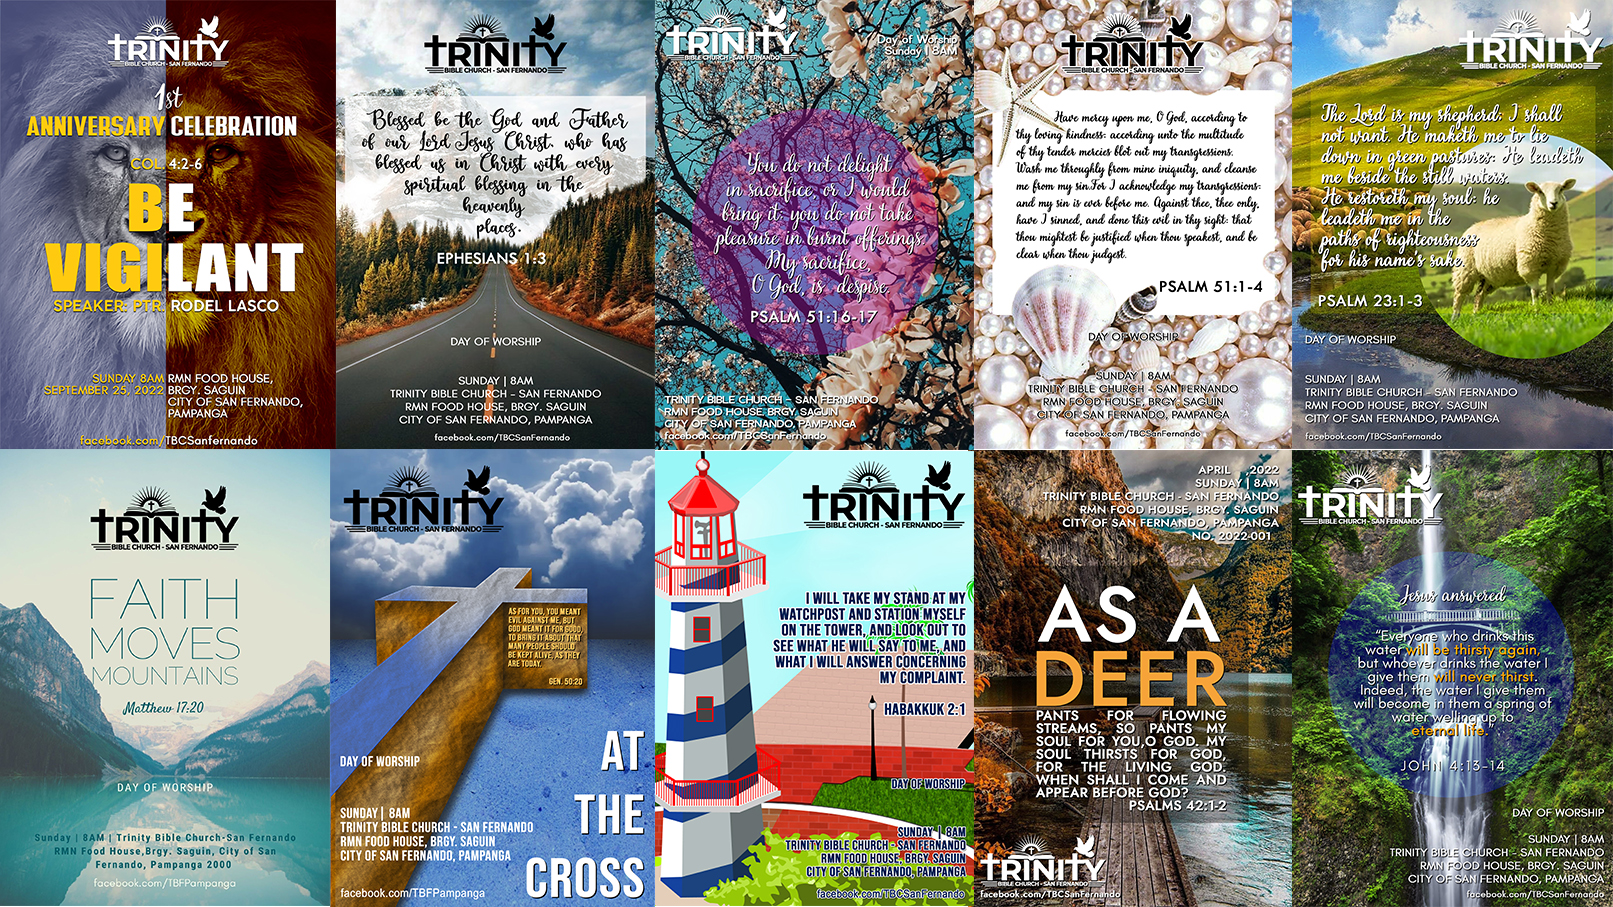 TRINITY
BIBLE CHURCH - SAN FERNANDO
1st
ANNIVERSARY CELEBRATION
COL. 4:2-6
BE
VIGILANT
SPEAKER: PTR. RODEL LASCO
SUNDAY 8AM
SEPTEMBER 25, 2022
RMN FOOD HOUSE,
BRGY. SAGUIN
CITY OF SAN FERNANDO,
PAMPANGA
facebook.com/TBCSanfernando
TRINITY
BIBLE CHURCH - SAN FERNANDO
Blessed be the God and Father
of our Lord Jesus Christ, who has
blessed us in Christ with every
spiritual blessing in the
heavenly
places.
EPHESIANS 1:3
DAY OF WORSHIP
SUNDAY | 8AM
TRINITY BIBLE CHURCH - SAN FERNANDO
RMN FOOD HOUSE, BRGY. SAGUIN
CITY OF SAN FERNANDO, PAMPANGA
facebook.com/TBCSanFernando
TRINITY
BIBLE CHURCH - SAN FERNANDO
Day of Worship
Sunday | 8AM
You do not delight
in sacrifice, or I would
bring it; you do not take
pleasure in burnt offerings.
My sacrifice,
O God, is despise.
PSALM 51:16-17
TRINITY BIBLE CHURCH - SAN FERNANDO
RMN FOOD HOUSE, BRGY. SAGUIN
CITY OF SAN FERNANDO, PAMPANGA
facebook.com/TBCSanFernando
TRINITY
BIBLE CHURCH - SAN FERNANDO
Have mercy upon me, O God, according to
thy loving kindness: according unto the multitude
of thy tender mercies blot out my transgressions.
Wash me throughly from mine iniquity, and cleanse
me from my sin.For I acknowledge my transgressions:
and my sin is ever before me. Against thee, thee only,
have I sinned, and done this evil in thy sight: that
thou mightest be justified when thou speakest, and be
clear when thou judgest.
PSALM 51:1-4
DAY OF WORSHIP
SUNDAY | 8AM
TRINITY BIBLE CHURCH - SAN FERNANDO
RMN FOOD HOUSE, BRGY. SAGUIN
CITY OF SAN FERNANDO, PAMPANGA
facebook.com/TBCSanFernando
TRINITY
BIBLE CHURCH - SAN FERNANDO
The Lord is my shepherd; I shall
not want. He maketh me to lie
down in green pastures: He leadeth
me beside the still waters.
He restoreth my soul: he
leadeth me in the
paths of righteousness
for his name's sake.
PSALM 23:1-3
DAY OF WORSHIP
SUNDAY | 8AM
TRINITY BIBLE CHURCH - SAN FERNANDO
RMN FOOD HOUSE, BRGY. SAGUIN
CITY OF SAN FERNANDO, PAMPANGA
facebook.com/TBCSanFernando
TRINITY
BIBLE CHURCH - SAN FERNANDO
FAITH
MOVES
MOUNTAINS
Matthew 17:20
DAY OF WORSHIP
Sunday | 8AM | Trinity Bible Church-San Fernando
RMN Food House,Brgy. Saguin, City of San
Fernando, Pampanga 2000
facebook.com/TBFPampanga
TRINITY
BIBLE CHURCH - SAN FERNANDO
AS FOR YOU, YOU MEANT
EVIL AGAINST ME, BUT
GOD MEANT IT FOR GOOD,
TO BRING IT ABOUT THAT
MANY PEOPLE SHOULD
BE KEPT ALIVE, AS THEY
ARE TODAY.
GEN. 50:20
AT
THE
CROSS
DAY OF WORSHIP
SUNDAY | 8AM
TRINITY BIBLE CHURCH - SAN FERNANDO
RMN FOOD HOUSE, BRGY. SAGUIN
CITY OF SAN FERNANDO, PAMPANGA
facebook.com/TBFPampanga
TRINITY
BIBLE CHURCH - SAN FERNANDO
I WILL TAKE MY STAND AT MY
WATCHPOST AND STATION MYSELF
ON THE TOWER, AND LOOK OUT TO
SEE WHAT HE WILL SAY TO ME, AND
WHAT I WILL ANSWER CONCERNING
MY COMPLAINT.
HABAKKUK 2:1
DAY OF WORSHIP
SUNDAY | 8AM
TRINITY BIBLE CHURCH - SAN FERNANDO
RMN FOOD HOUSE, BRGY. SAGUIN
CITY OF SAN FERNANDO, PAMPANGA
facebook.com/TBCSanFernando
APRIL ,2022
SUNDAY | 8AM
TRINITY BIBLE CHURCH - SAN FERNANDO
RMN FOOD HOUSE, BRGY. SAGUIN
CITY OF SAN FERNANDO, PAMPANGA
NO. 2022-001
AS A
DEER
PANTS FOR FLOWING
STREAMS, SO PANTS MY
SOUL FOR YOU,O GOD. MY
SOUL THIRSTS FOR GOD,
FOR THE LIVING GOD.
WHEN SHALL I COME AND
APPEAR BEFORE GOD?
PSALMS 42:1-2
TRINITY
BIBLE CHURCH - SAN FERNANDO
facebook.com/TBCSanFernando
TRINITY
BIBLE CHURCH - SAN FERNANDO
Jesus answered
"Everyone who drinks this
water will be thirsty again,
but whoever drinks the water I
give them will never thirst.
Indeed, the water I give them
will become in them a spring of
water welling up to
eternal life."
JOHN 4:13-14
DAY OF WORSHIP
SUNDAY | 8AM
TRINITY BIBLE CHURCH - SAN FERNANDO
RMN FOOD HOUSE, BRGY. SAGUIN
CITY OF SAN FERNANDO, PAMPANGA
facebook.com/TBCSanFernando